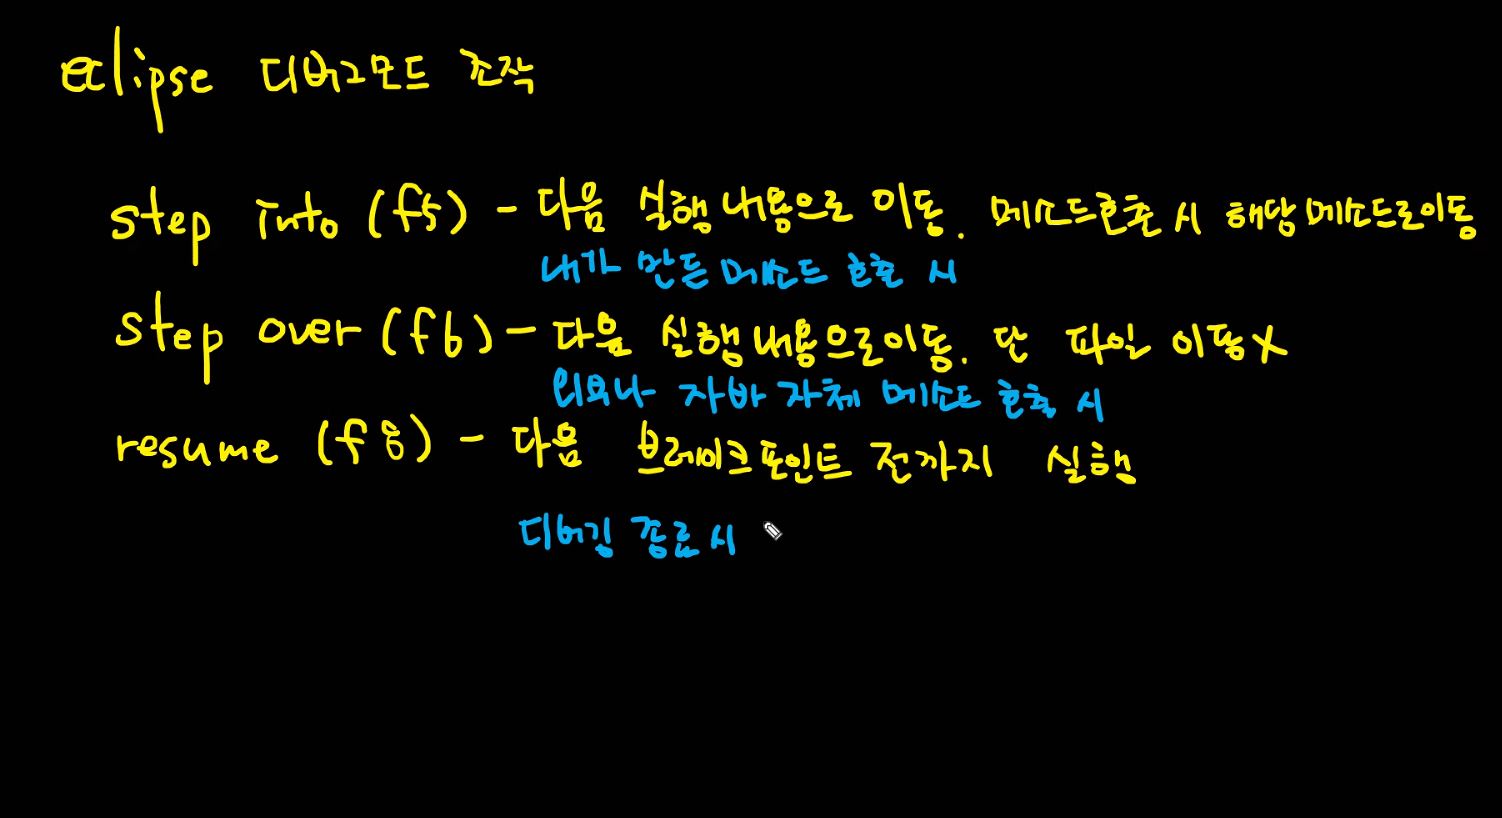 eclipse 디버그모드 조작
step into (f5) - 다음 실행내용으로 이동. 메소드호출 시 해당메소드로이동
내가 만든 메소드 호출 시
step over (f6) - 다음 실행내용으로이동. 단 파일 이동X
외부나 자바 자체 메소드 호출 시
resume (f8) - 다음 브레이크포인트 전까지 실행
디버깅 종료시